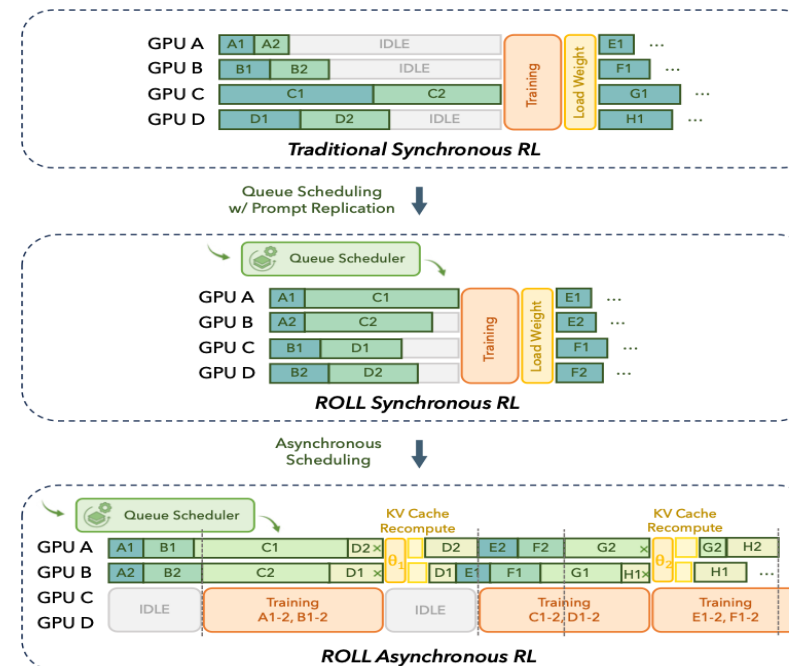 GPU A A1 A2 IDLE E1 ...
GPU B B1 B2 IDLE F1 ...
GPU C C1 C2 G1 ...
GPU D D1 D2 IDLE H1 ...
Training
Load Weight
Traditional Synchronous RL
Queue Scheduling
w/ Prompt Replication
Queue Scheduler
GPU A A1 C1 E1 ...
GPU B A2 C2 E2 ...
GPU C B1 D1 F1 ...
GPU D B2 D2 F2 ...
Training
Load Weight
ROLL Synchronous RL
Asynchronous
Scheduling
Queue Scheduler
KV Cache
Recompute
KV Cache
Recompute
GPU A A1 B1 C1 D2× D2 E2 F2 G2 × G2 H2
GPU B A2 B2 C2 D1 × D1 E1 F1 G1 H1× H1 ...
θ1
θ2
GPU C
GPU D
IDLE
Training
A1-2, B1-2
IDLE
Training
C1-2, D1-2
Training
E1-2, F1-2
ROLL Asynchronous RL